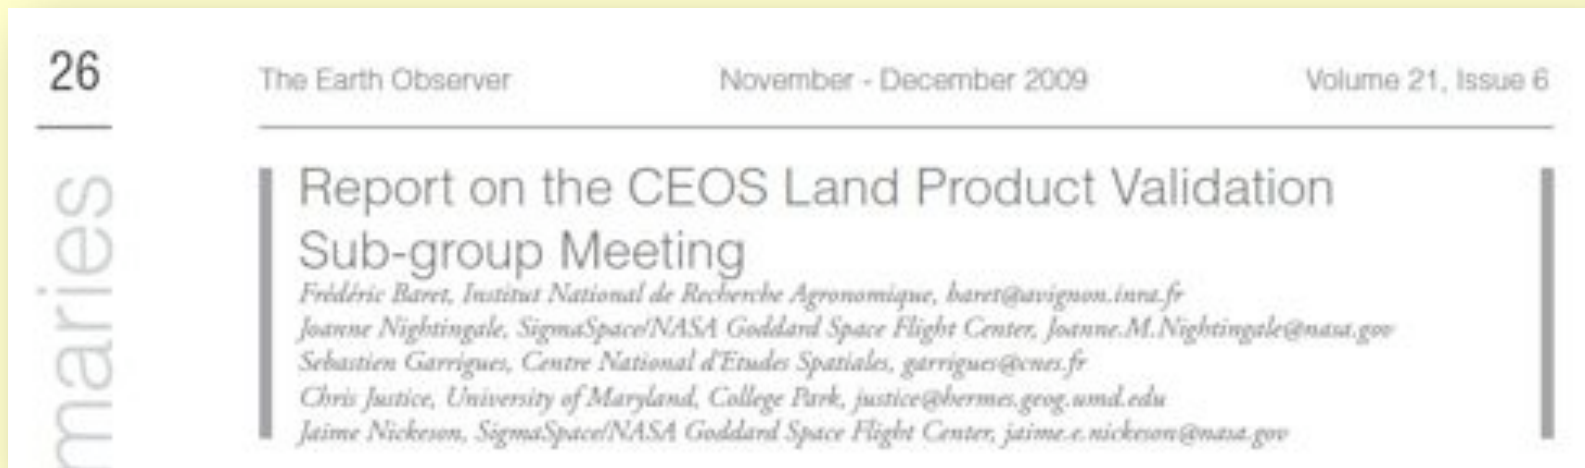 26
The Earth Observer November - December 2009 Volume 21, Issue 6
maries
Report on the CEOS Land Product Validation
Sub-group Meeting
Frédéric Baret, Institut National de Recherche Agronomique, baret@avignon.inra.fr
Joanne Nightingale, SigmaSpace/NASA Goddard Space Flight Center, Joanne.M.Nightingale@nasa.gov
Sebastien Garrigues, Centre National d'Etudes Spatiales, garrigues@cnes.fr
Chris Justice, University of Maryland, College Park, justice@hermes.geog.umd.edu
Jaime Nickeson, SigmaSpace/NASA Goddard Space Flight Center, jaime.e.nickeson@nasa.gov